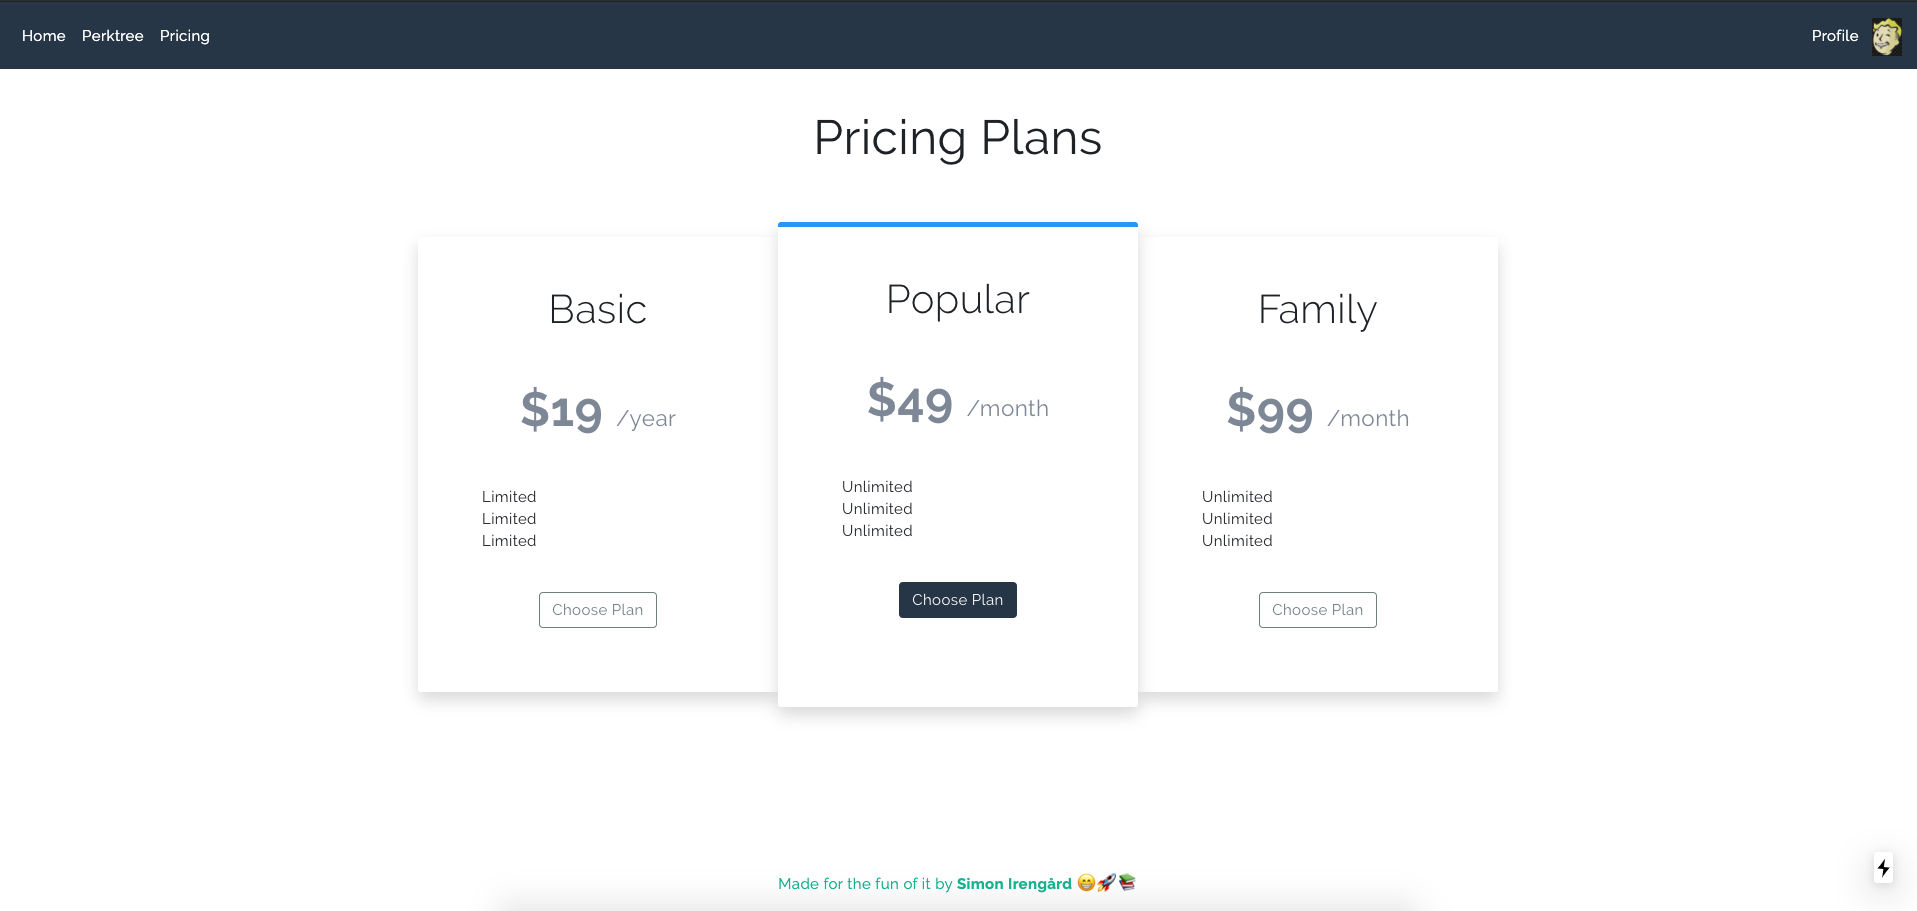 Home Perktree Pricing Profile
Pricing Plans
Basic
$19 /year
Limited
Limited
Limited
Choose Plan
Popular
$49 /month
Unlimited
Unlimited
Unlimited
Choose Plan
Family
$99 /month
Unlimited
Unlimited
Unlimited
Choose Plan
Made for the fun of it by Simon Irengård 😁🚀📚